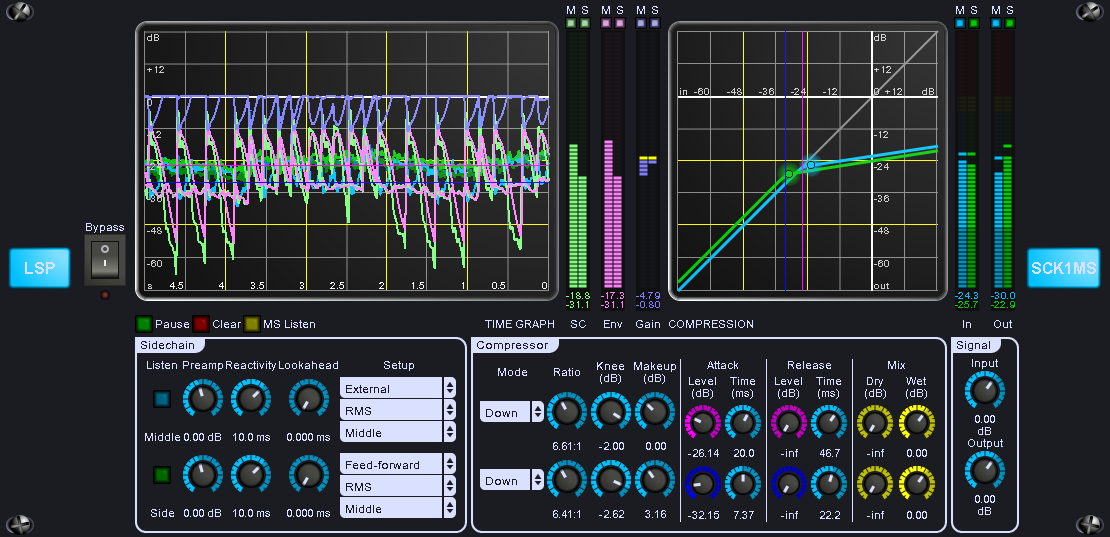 M S M S M S M S M S
dB
+12
0
-12
-24
-36
-48
-60
s 4.5 4 3.5 3 2.5 2 1.5 1 0.5 0
dB
+12
in -60 -48 -36 -24 0 +12 dB
-12
-24
-36
-48
-60
out
Bypass
LSP
SCK1MS
-18.8 -17.3 -4.79 -24.3 -30.0
-31.1 -31.1 -0.80 -25.7 -22.9
Pause Clear MS Listen
TIME GRAPH SC Env Gain COMPRESSION In Out
Sidechain
Listen Preamp Reactivity Lookahead Setup
External
RMS
Middle
Middle 0.00 dB 10.0 ms 0.000 ms
Feed-forward
RMS
Middle
Side 0.00 dB 10.0 ms 0.000 ms
Compressor
Mode Ratio Knee (dB) Makeup (dB)
Attack Release Mix
Level (dB) Time (ms) Level (dB) Time (ms) Dry (dB) Wet (dB)
Down
6.61:1 -2.00 0.00 -26.14 20.0 -inf 46.7 -inf 0.00
Down
6.41:1 -2.62 3.16 -32.15 7.37 -inf 22.2 -inf 0.00
Signal
Input
0.00
dB
Output
0.00
dB